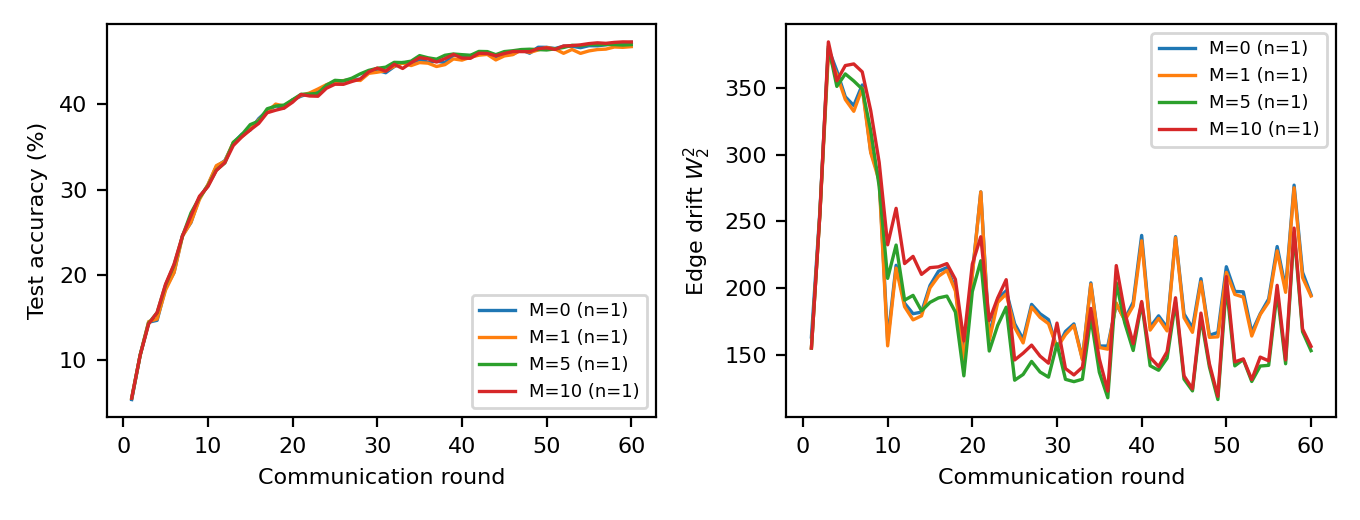 Test accuracy (%)
40
30
20
10
0 10 20 30 40 50 60
Communication round
M=0 (n=1)
M=1 (n=1)
M=5 (n=1)
M=10 (n=1)
Edge drift W₂²
350
300
250
200
150
0 10 20 30 40 50 60
Communication round
M=0 (n=1)
M=1 (n=1)
M=5 (n=1)
M=10 (n=1)